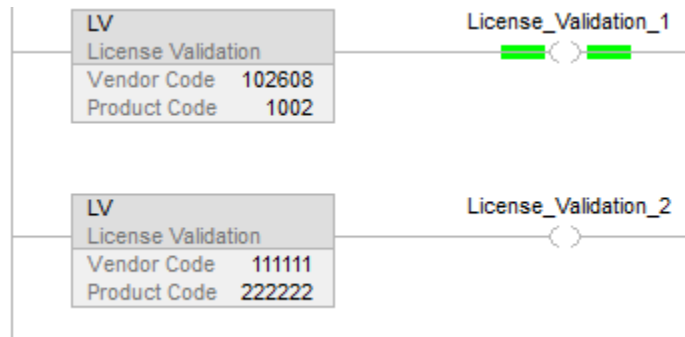 LV
License Validation
Vendor Code 102608
Product Code 1002
License_Validation_1
LV
License Validation
Vendor Code 111111
Product Code 222222
License_Validation_2